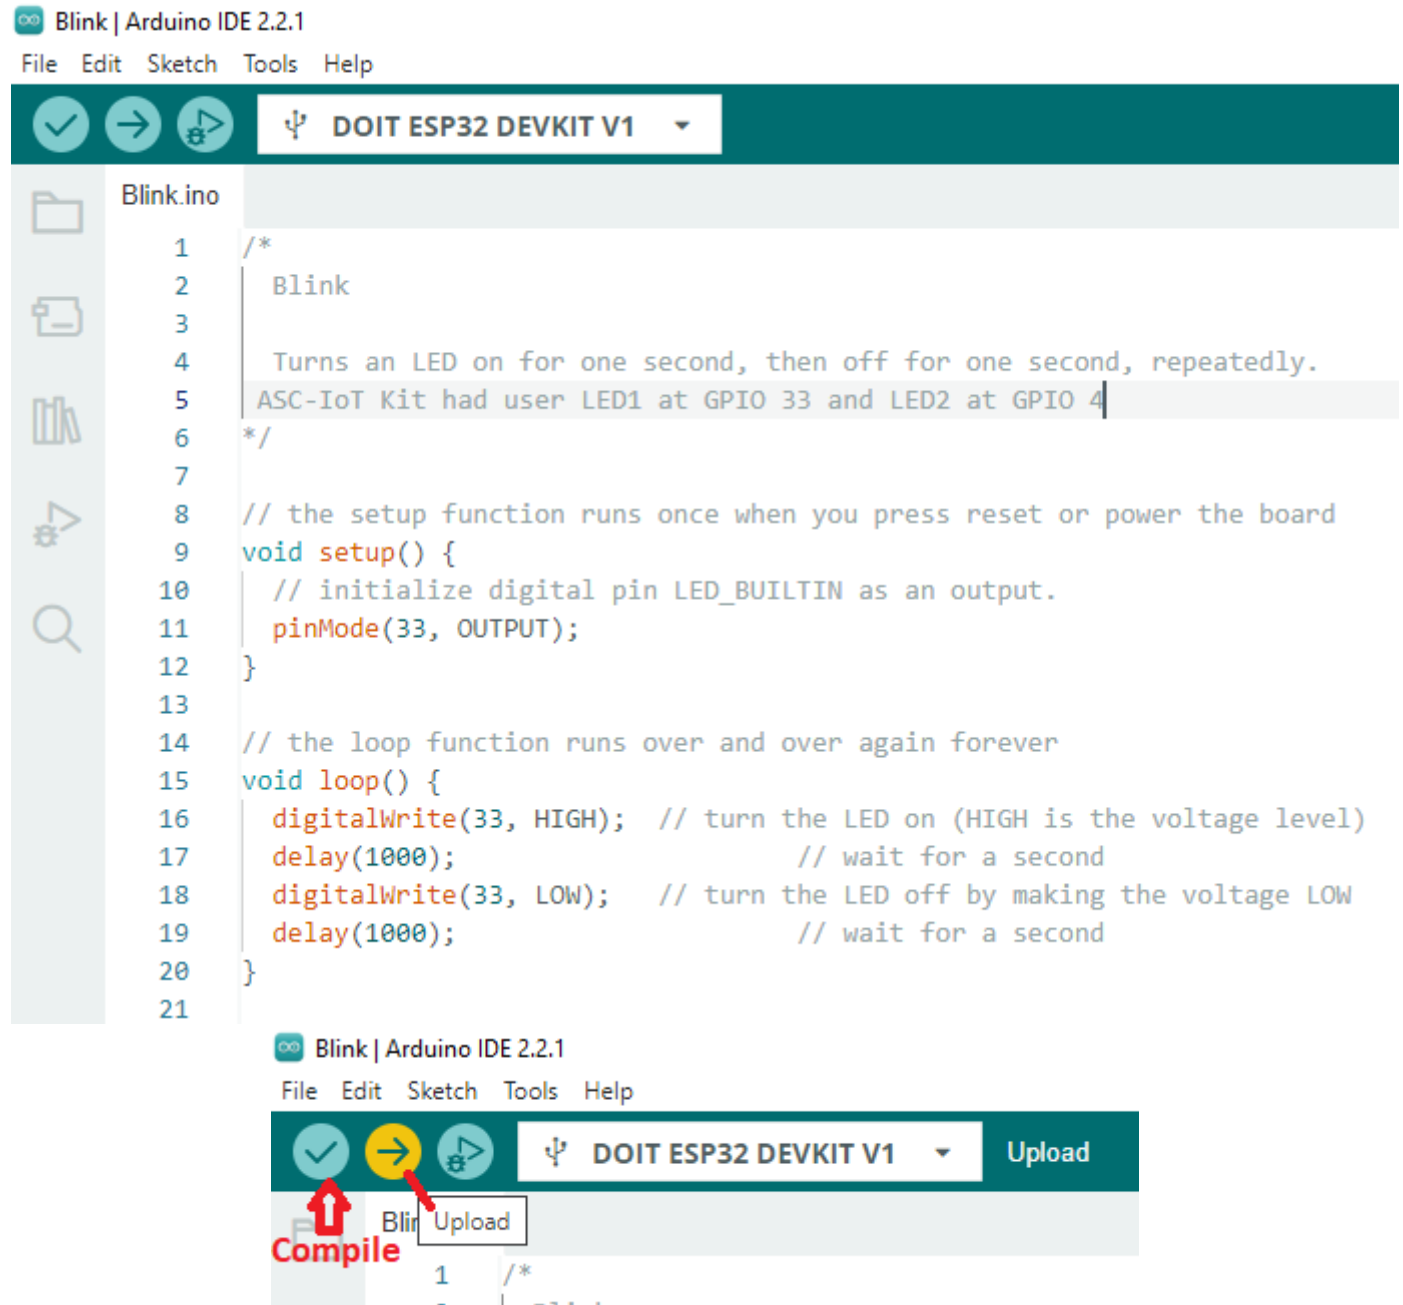 Blink | Arduino IDE 2.2.1
File Edit Sketch Tools Help
DOIT ESP32 DEVKIT V1
Blink.ino
1 /*
2 Blink
3
4 Turns an LED on for one second, then off for one second, repeatedly.
5 ASC-IoT Kit had user LED1 at GPIO 33 and LED2 at GPIO 4
6 */
7
8 // the setup function runs once when you press reset or power the board
9 void setup() {
10 // initialize digital pin LED_BUILTIN as an output.
11 pinMode(33, OUTPUT);
12 }
13
14 // the loop function runs over and over again forever
15 void loop() {
16 digitalWrite(33, HIGH); // turn the LED on (HIGH is the voltage level)
17 delay(1000); // wait for a second
18 digitalWrite(33, LOW); // turn the LED off by making the voltage LOW
19 delay(1000); // wait for a second
20 }
21
Blink | Arduino IDE 2.2.1
File Edit Sketch Tools Help
DOIT ESP32 DEVKIT V1 Upload
Upload
Compile
1 /*